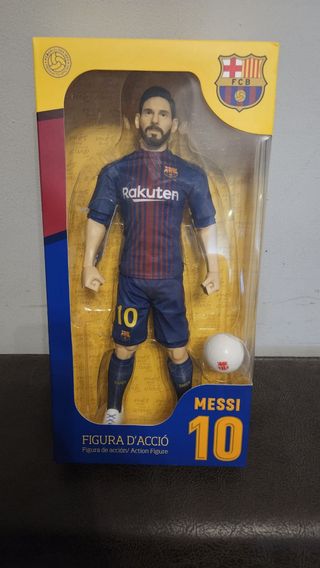 FCB
Rakuten
10
MESSI
10
FIGURA D'ACCIÓ
Figura de acción/ Action Figure